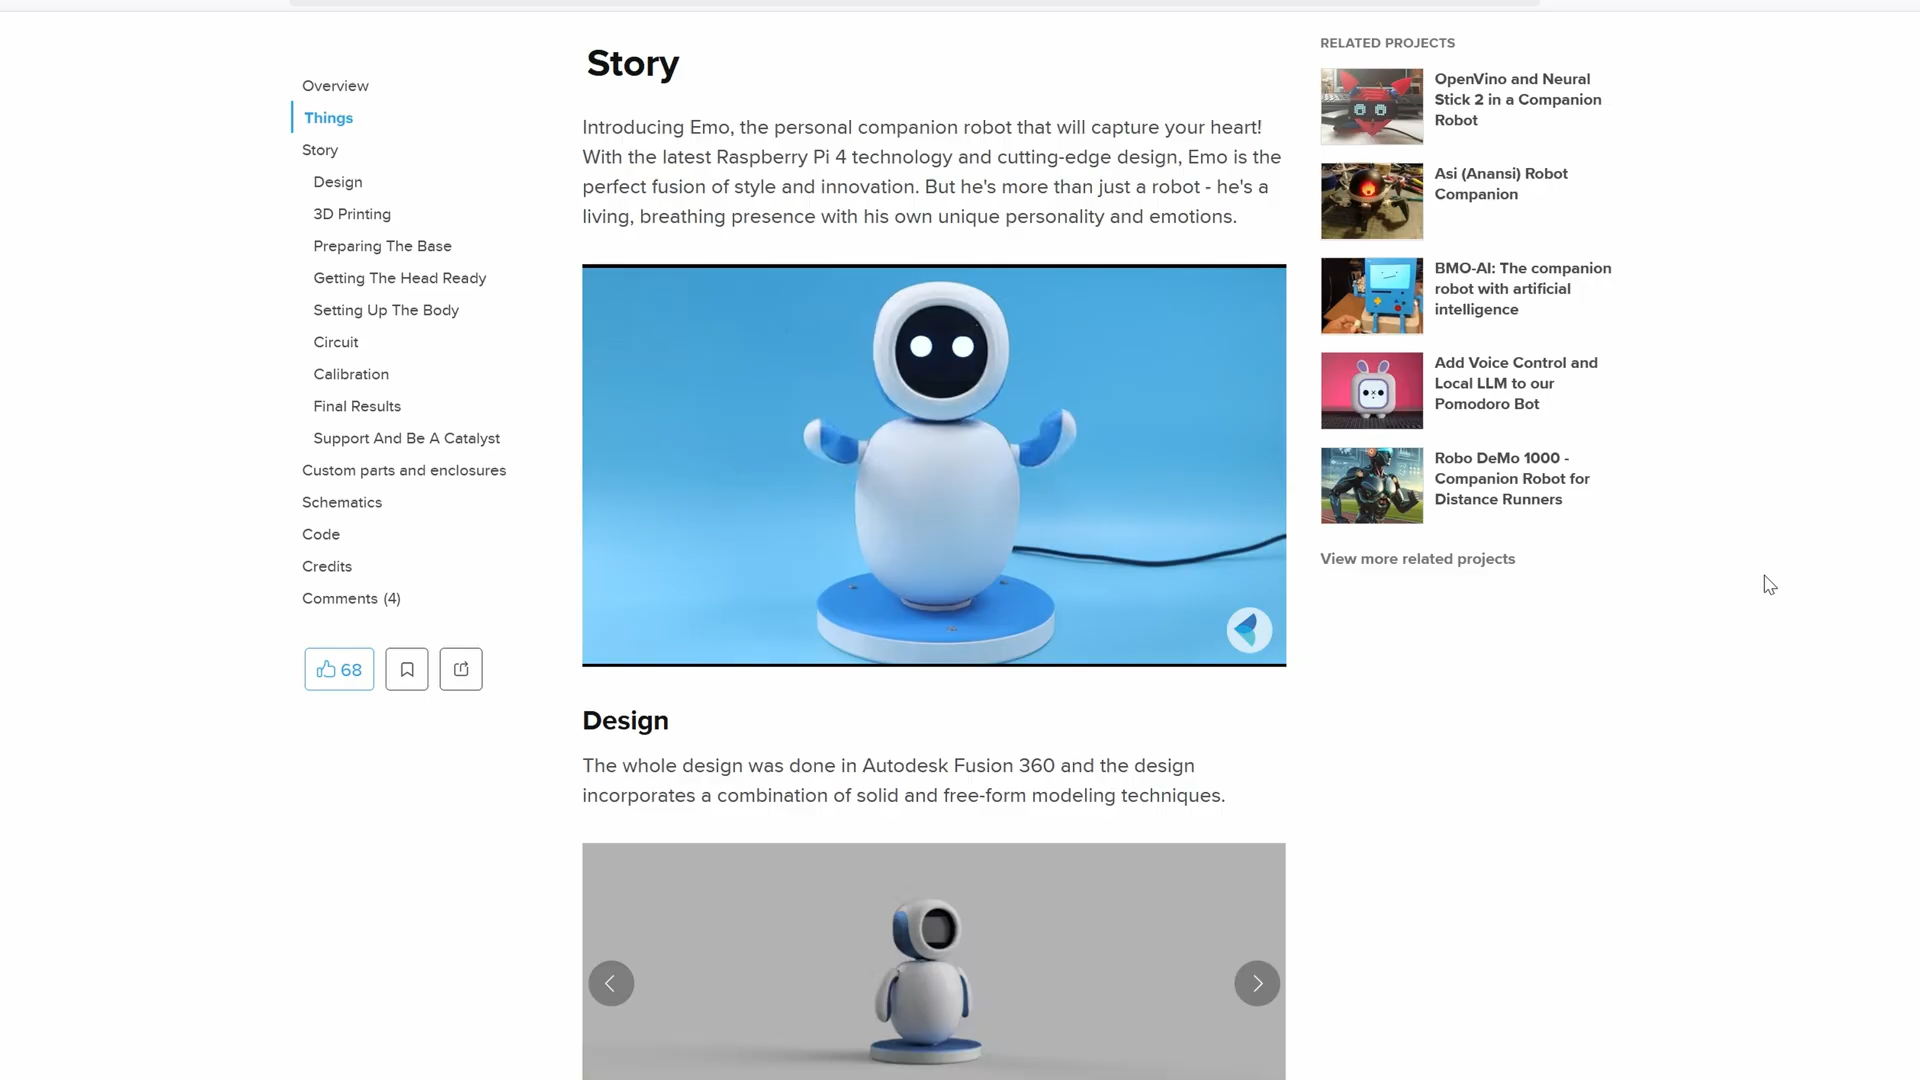 Overview
Things
Story
Design
3D Printing
Preparing The Base
Getting The Head Ready
Setting Up The Body
Circuit
Calibration
Final Results
Support And Be A Catalyst
Custom parts and enclosures
Schematics
Code
Credits
Comments (4)
68
Story
Introducing Emo, the personal companion robot that will capture your heart!
With the latest Raspberry Pi 4 technology and cutting-edge design, Emo is the
perfect fusion of style and innovation. But he's more than just a robot - he's a
living, breathing presence with his own unique personality and emotions.
Design
The whole design was done in Autodesk Fusion 360 and the design
incorporates a combination of solid and free-form modeling techniques.
RELATED PROJECTS
OpenVino and Neural
Stick 2 in a Companion
Robot
Asi (Anansi) Robot
Companion
BMO-AI: The companion
robot with artificial
intelligence
Add Voice Control and
Local LLM to our
Pomodoro Bot
Robo DeMo 1000 -
Companion Robot for
Distance Runners
View more related projects